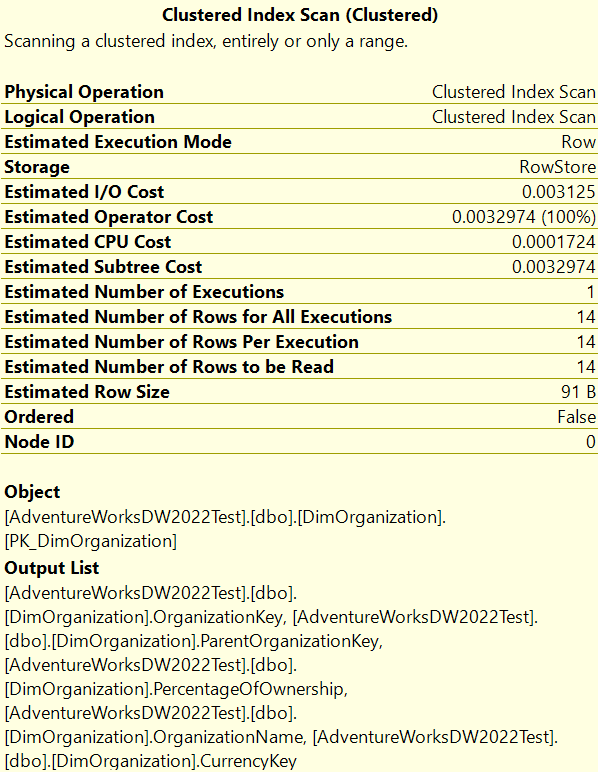 Clustered Index Scan (Clustered)
Scanning a clustered index, entirely or only a range.
Physical Operation Clustered Index Scan
Logical Operation Clustered Index Scan
Estimated Execution Mode Row
Storage RowStore
Estimated I/O Cost 0.003125
Estimated Operator Cost 0.0032974 (100%)
Estimated CPU Cost 0.0001724
Estimated Subtree Cost 0.0032974
Estimated Number of Executions 1
Estimated Number of Rows for All Executions 14
Estimated Number of Rows Per Execution 14
Estimated Number of Rows to be Read 14
Estimated Row Size 91 B
Ordered False
Node ID 0
Object
[AdventureWorksDW2022Test].[dbo].[DimOrganization].
[PK_DimOrganization]
Output List
[AdventureWorksDW2022Test].[dbo].
[DimOrganization].OrganizationKey, [AdventureWorksDW2022Test].
[dbo].[DimOrganization].ParentOrganizationKey,
[AdventureWorksDW2022Test].[dbo].
[DimOrganization].PercentageOfOwnership,
[AdventureWorksDW2022Test].[dbo].
[DimOrganization].OrganizationName, [AdventureWorksDW2022Test].
[dbo].[DimOrganization].CurrencyKey